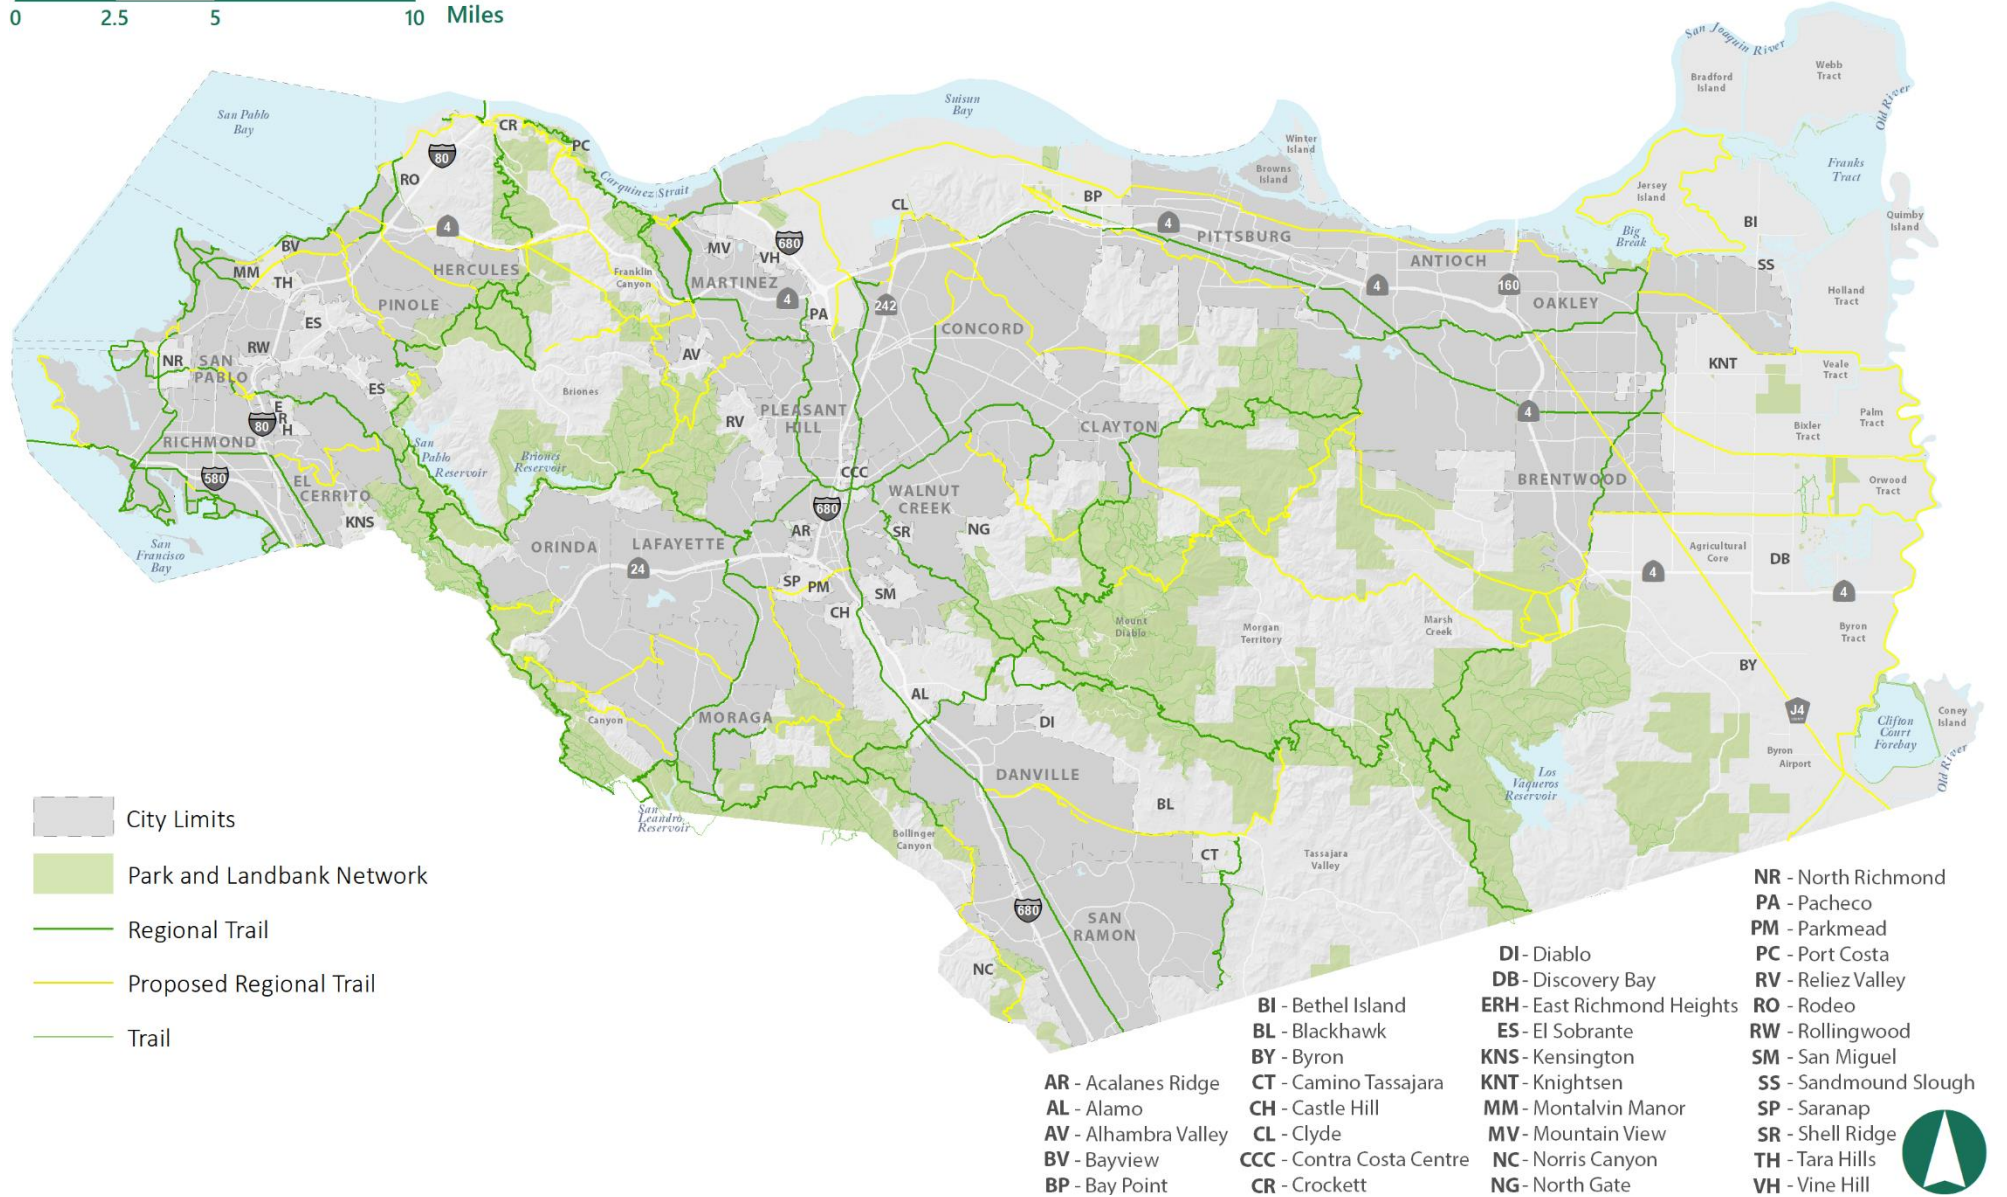 0 2.5 5 10 Miles
San Joaquin River
Webb
Tract
Bradford
Island
Old River
San Pablo
Bay
Suisun
Bay
CR
PC
80
RO
Winter
Island
Browns
Island
Franks
Tract
Carquinez Strait
Jersey
Island
Quimby
Island
CL
BP
BI
4
PITTSBURG
4
Big
Break
BV
MV
680
VH
MM
TH
HERCULES
Franklin
Canyon
MARTINEZ
4
ANTIOCH
SS
4
160
OAKLEY
Holland
Tract
PINOLE
242
PA
CONCORD
ES
RW
NR
SAN
PABLO
AV
KNT
Veale
Tract
ES
Briones
E
R
H
80
RICHMOND
PLEASANT
HILL
RV
CLAYTON
4
Palm
Tract
Bixler
Tract
San
Pablo
Reservoir
Briones
Reservoir
CCC
580
EL
CERRITO
WALNUT
CREEK
BRENTWOOD
Orwood
Tract
680
KNS
AR
SR
NG
San
Francisco
Bay
ORINDA
LAFAYETTE
24
Agricultural
Core
DB
4
4
SP
PM
SM
CH
Mount
Diablo
Morgan
Territory
Marsh
Creek
Byron
Tract
BY
AL
MORAGA
Canyon
DI
J4
Clifton
Court
Forebay
Coney
Island
Old River
DANVILLE
Byron
Airport
Los
Vaqueros
Reservoir
BL
San
Leandro
Reservoir
Bollinger
Canyon
CT
Tassajara
Valley
680
SAN
RAMON
NC
City Limits
Park and Landbank Network
Regional Trail
Proposed Regional Trail
Trail
AR - Acalanes Ridge
AL - Alamo
AV - Alhambra Valley
BV - Bayview
BP - Bay Point
BI - Bethel Island
BL - Blackhawk
BY - Byron
CT - Camino Tassajara
CH - Castle Hill
CL - Clyde
CCC - Contra Costa Centre
CR - Crockett
DI - Diablo
DB - Discovery Bay
ERH - East Richmond Heights
ES - El Sobrante
KNS - Kensington
KNT - Knightsen
MM - Montalvin Manor
MV - Mountain View
NC - Norris Canyon
NG - North Gate
NR - North Richmond
PA - Pacheco
PM - Parkmead
PC - Port Costa
RV - Reliez Valley
RO - Rodeo
RW - Rollingwood
SM - San Miguel
SS - Sandmound Slough
SP - Saranap
SR - Shell Ridge
TH - Tara Hills
VH - Vine Hill